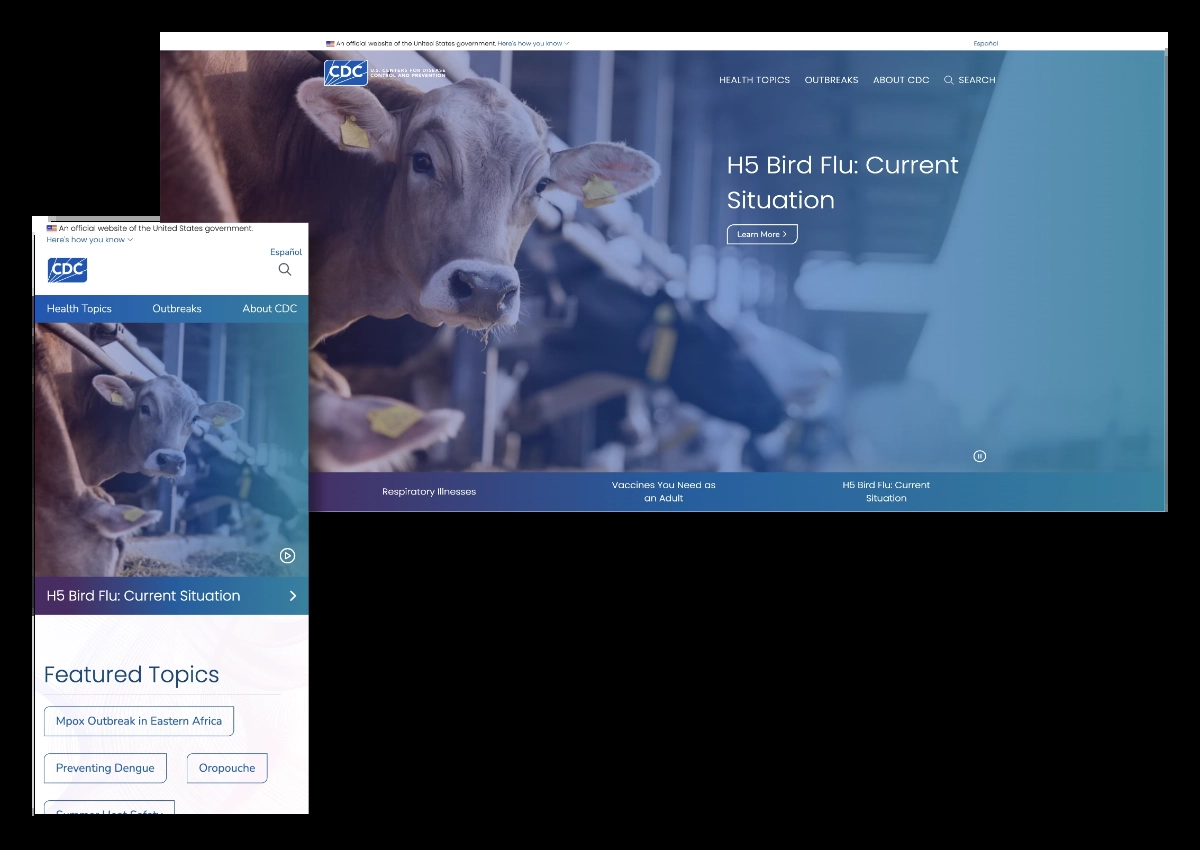 An official website of the United States government. Here's how you know
Español
CDC U.S. CENTERS FOR DISEASE
CONTROL AND PREVENTION
HEALTH TOPICS OUTBREAKS ABOUT CDC SEARCH
H5 Bird Flu: Current
Situation
Learn More
Respiratory Illnesses
Vaccines You Need as
an Adult
H5 Bird Flu: Current
Situation
An official website of the United States government.
Here's how you know
Español
CDC
Health Topics Outbreaks About CDC
H5 Bird Flu: Current Situation
Featured Topics
Mpox Outbreak in Eastern Africa
Preventing Dengue Oropouche
Summer Heat Safety